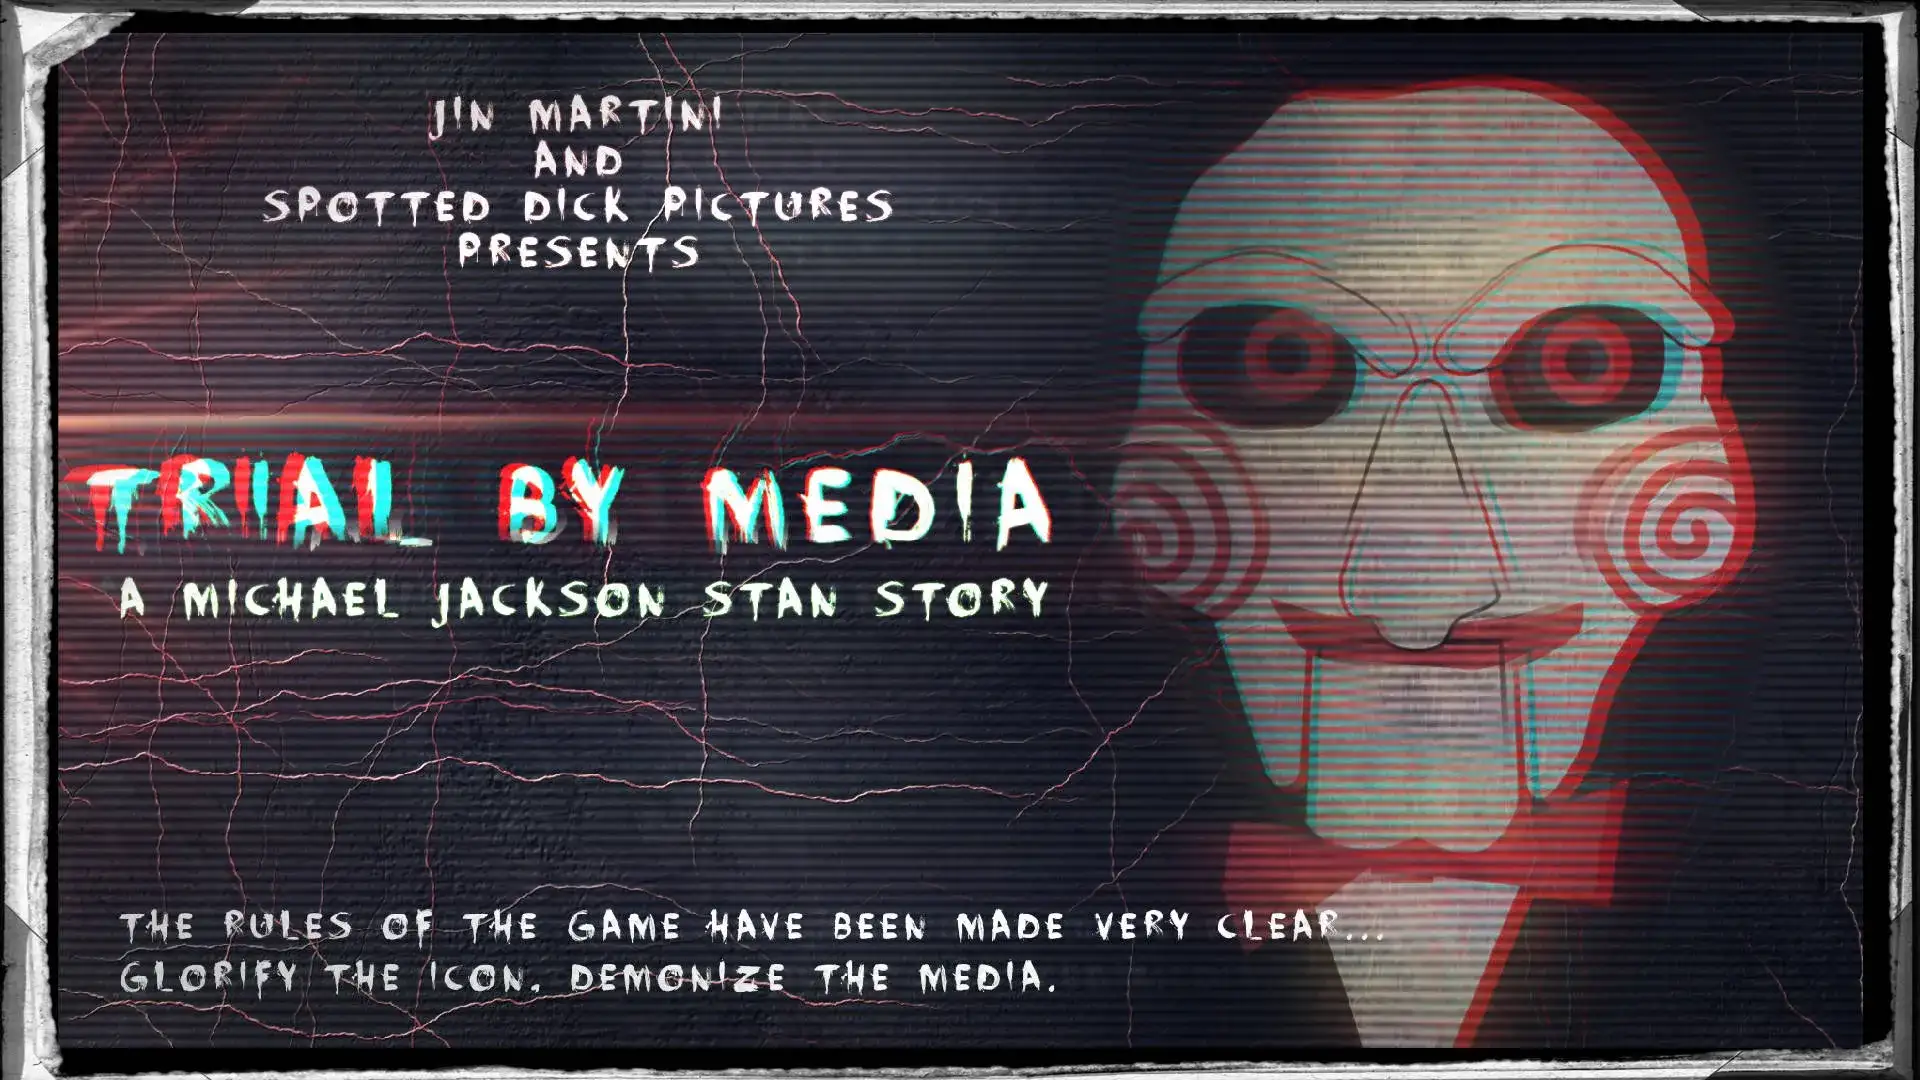 JIN MARTINI
AND
SPOTTED DICK PICTURES
PRESENTS
TRIAL BY MEDIA
A MICHAEL JACKSON STAN STORY
THE RULES OF THE GAME HAVE BEEN MADE VERY CLEAR...
GLORIFY THE ICON. DEMONIZE THE MEDIA.